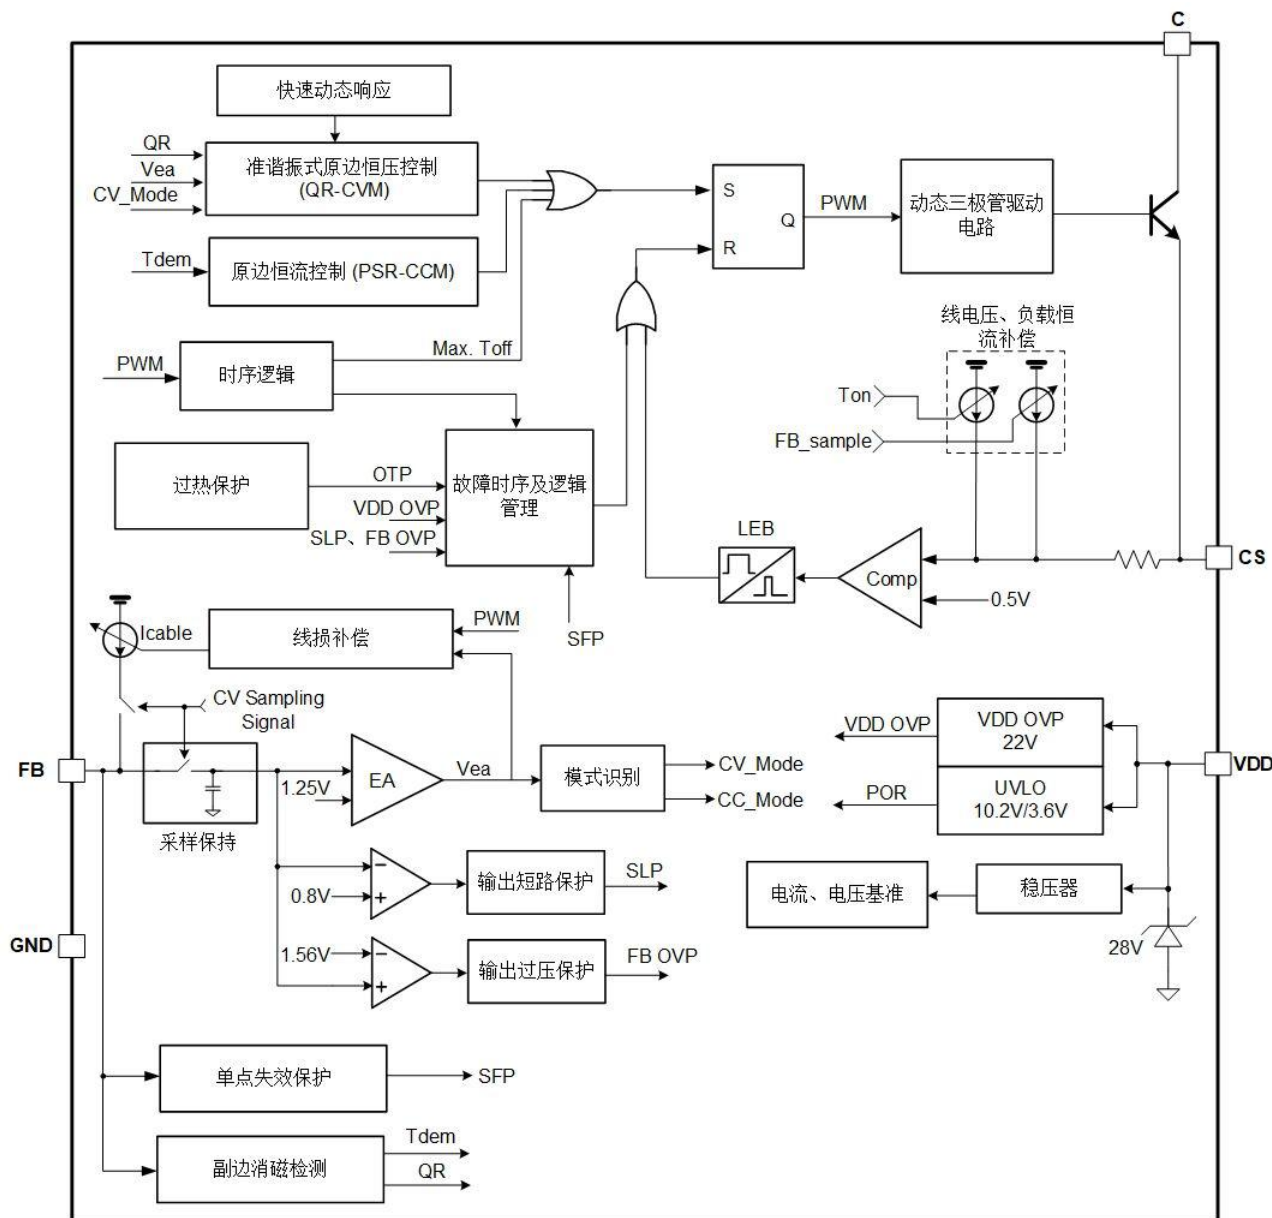 C
快速动态响应
QR
Vea
CV_Mode
准谐振式原边恒压控制
(QR-CVM)
S
R
Q
PWM
动态三极管驱动
电路
Tdem
原边恒流控制 (PSR-CCM)
线电压、负载恒
流补偿
Max. Toff
PWM
时序逻辑
Ton
FB_sample
过热保护
OTP
VDD OVP
SLP、FB OVP
故障时序及逻辑
管理
LEB
Comp
CS
0.5V
SFP
Icable
线损补偿
PWM
CV Sampling
Signal
FB
1.25V
EA
Vea
模式识别
CV_Mode
CC_Mode
采样保持
VDD OVP
VDD OVP
22V
POR
UVLO
10.2V/3.6V
VDD
0.8V
−
+
输出短路保护
SLP
电流、电压基准
稳压器
28V
GND
1.56V
−
+
输出过压保护
FB OVP
单点失效保护
SFP
副边消磁检测
Tdem
QR